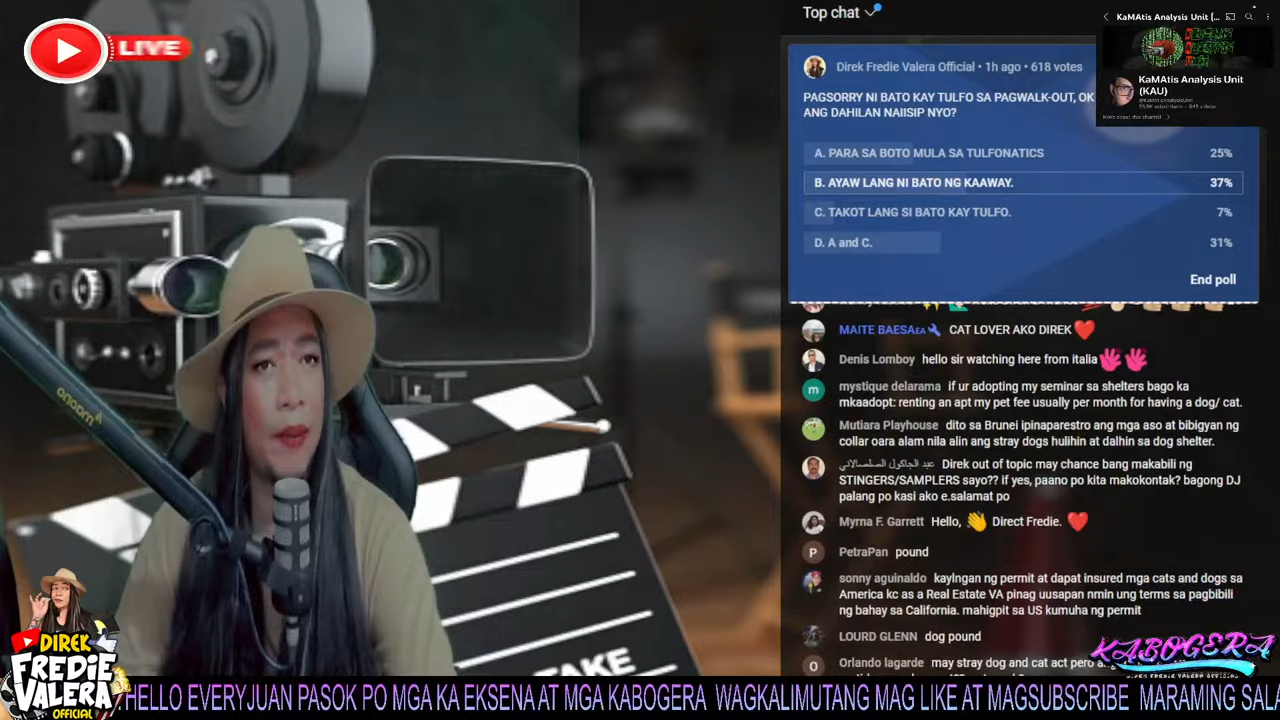 LIVE
Top chat
KaMAtis Analysis Unit (...
KaMAtis Analysis Unit
(KAU)
Direk Fredie Valera Official • 1h ago • 618 votes
PAGSORRY NI BATO KAY TULFO SA PAGWALK-OUT, OK
ANG DAHILAN NAIISIP NYO?
A. PARA SA BOTO MULA SA TULFONATICS 25%
B. AYAW LANG NI BATO NG KAAWAY. 37%
C. TAKOT LANG SI BATO KAY TULFO. 7%
D. A and C. 31%
End poll
MAITE BAESA CAT LOVER AKO DIREK
Denis Lomboy hello sir watching here from italia
m mystique delarama if ur adopting my seminar sa shelters bago ka
mkaadopt: renting an apt my pet fee usually per month for having a dog/ cat.
Mutiara Playhouse dito sa Brunei ipinaparestro ang mga aso at bibigyan ng
collar oara alam nila alin ang stray dogs hulihin at dalhin sa dog shelter.
Direk out of topic may chance bang makabili ng
STINGERS/SAMPLERS sayo?? if yes, paano po kita makokontak? bagong DJ
palang po kasi ako e.salamat po
Myrna F. Garrett Hello, Direct Fredie.
P PetraPan pound
sonny aguinaldo kayIngan ng permit at dapat insured mga cats and dogs sa
America kc as a Real Estate VA pinag uusapan nmin ung terms sa pagbibili
ng bahay sa California. mahigpit sa US kumuha ng permit
LOURD GLENN dog pound
O Orlando lagarde may stray dog and cat act pero
maono
TAKE
KABOGERA
DIREK
FREDIE
VALERA
OFFICIAL
HELLO EVERYJUAN PASOK PO MGA KA EKSENA AT MGA KABOGERA WAGKALIMUTANG MAG LIKE AT MAGSUBSCRIBE MARAMING SALA